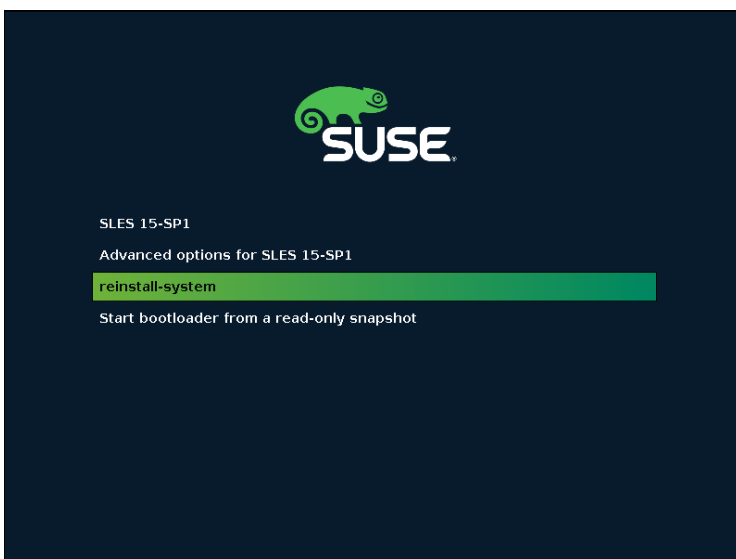 SUSE
SLES 15-SP1
Advanced options for SLES 15-SP1
reinstall-system
Start bootloader from a read-only snapshot